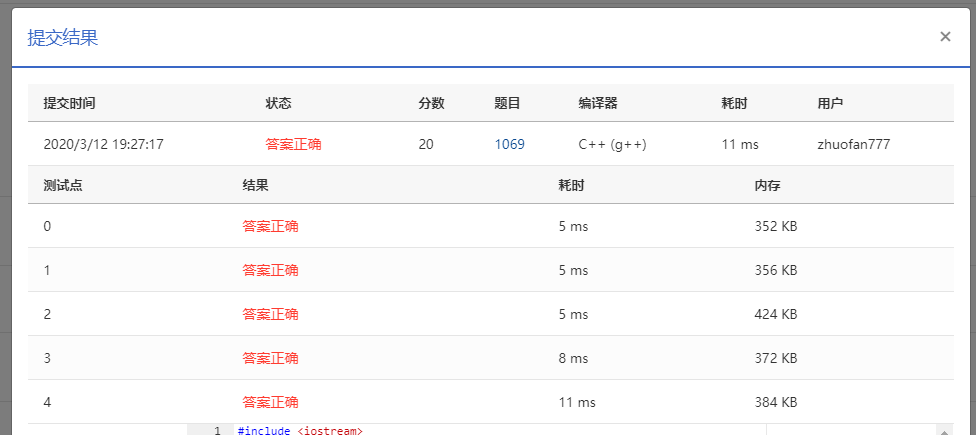 提交结果 ×
提交时间 状态 分数 题目 编译器 耗时 用户
2020/3/12 19:27:17 答案正确 20 1069 C++ (g++) 11 ms zhuofan777
测试点 结果 耗时 内存
0 答案正确 5 ms 352 KB
1 答案正确 5 ms 356 KB
2 答案正确 5 ms 424 KB
3 答案正确 8 ms 372 KB
4 答案正确 11 ms 384 KB
1 #include <iostream>